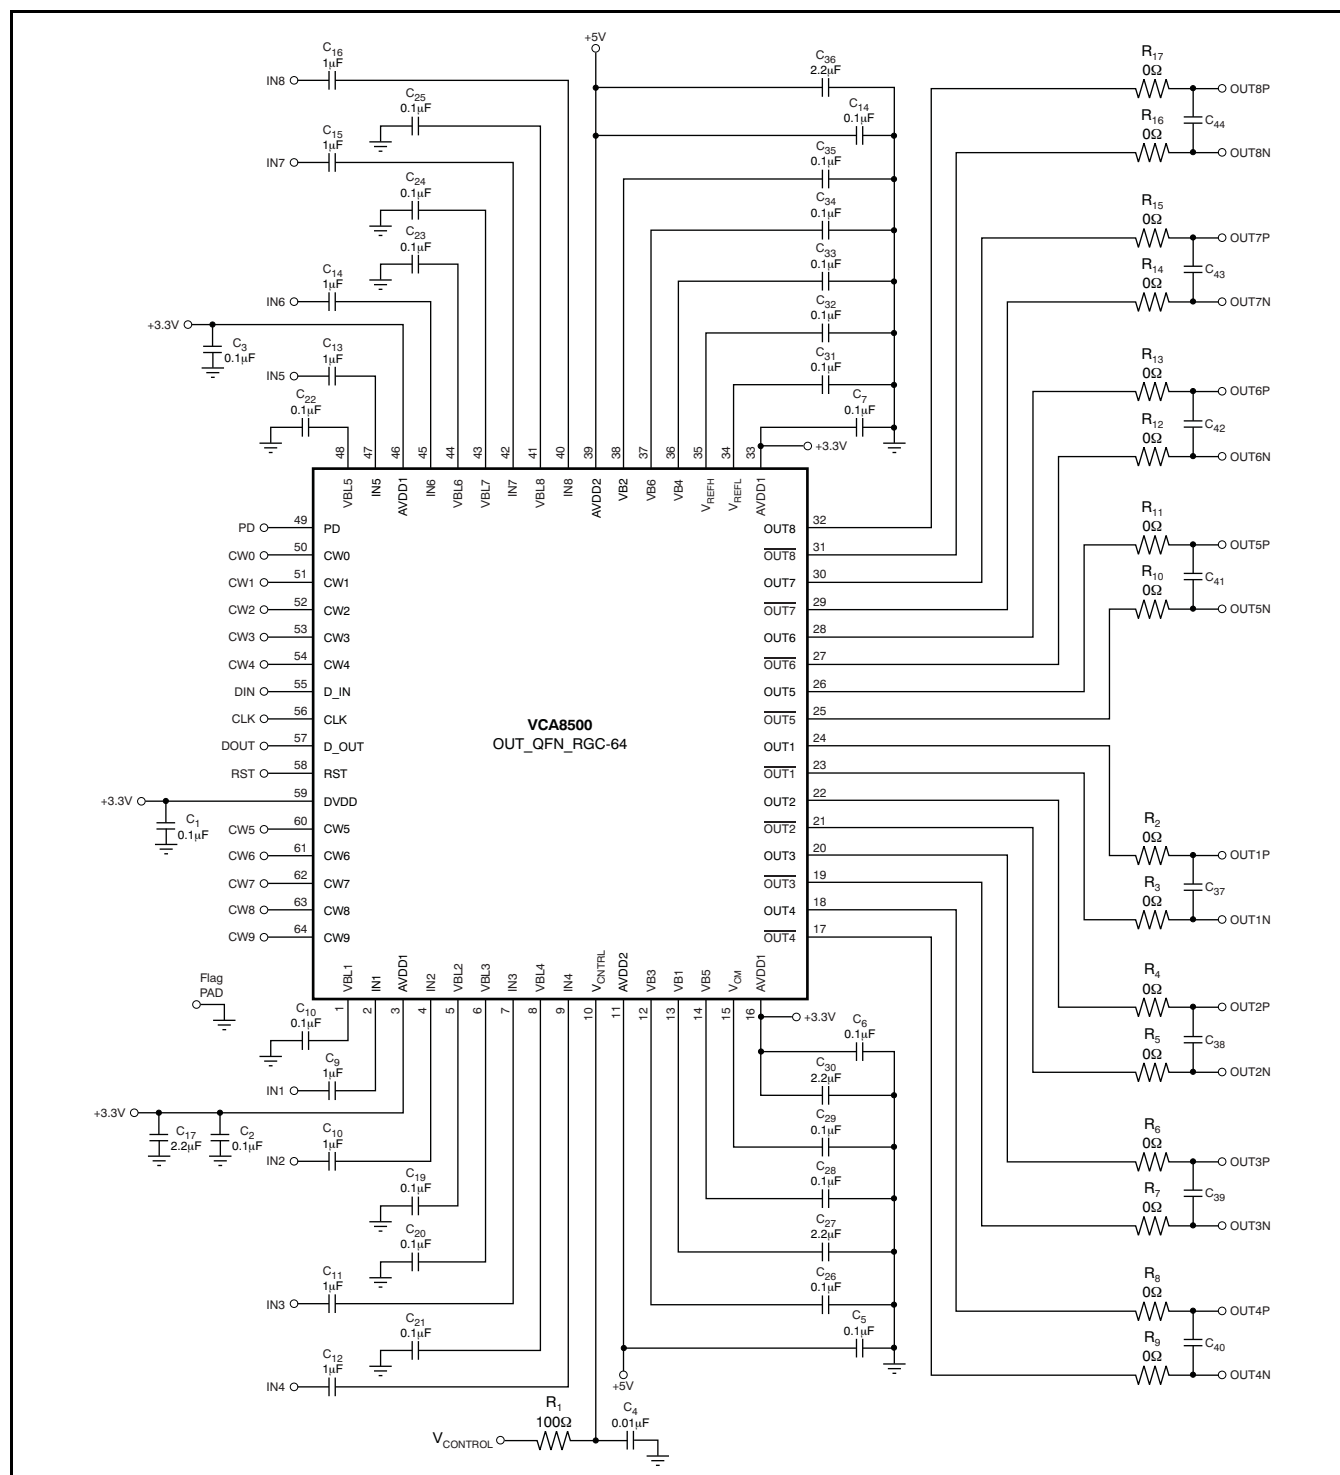 +5V
C16
1μF
IN8
C36
2.2μF
R17
0Ω
OUT8P
C25
0.1μF
C14
0.1μF
C44
R16
0Ω
OUT8N
C15
1μF
IN7
C35
0.1μF
C24
0.1μF
C34
0.1μF
R15
0Ω
OUT7P
C23
0.1μF
C33
0.1μF
C43
R14
0Ω
OUT7N
C14
1μF
IN6
C32
0.1μF
+3.3V
C3
0.1μF
C13
1μF
IN5
C31
0.1μF
R13
0Ω
OUT6P
C22
0.1μF
C7
0.1μF
+3.3V
C42
R12
0Ω
OUT6N
48 47 46 45 44 43 42 41 40 39 38 37 36 35 34 33
VBL5 IN5 AVDD1 IN6 VBL6 VBL7 IN7 VBL8 IN8 AVDD2 VB2 VB6 VB4 VREFH VREFL AVDD1
PD 49 PD
CW0 50 CW0
CW1 51 CW1
CW2 52 CW2
CW3 53 CW3
CW4 54 CW4
DIN 55 D_IN
CLK 56 CLK
DOUT 57 D_OUT
RST 58 RST
+3.3V 59 DVDD
C1
0.1μF
CW5 60 CW5
CW6 61 CW6
CW7 62 CW7
CW8 63 CW8
CW9 64 CW9
VCA8500
OUT_QFN_RGC-64
OUT8 32
OUT8 31
OUT7 30
OUT7 29
OUT6 28
OUT6 27
OUT5 26
OUT5 25
OUT1 24
OUT1 23
OUT2 22
OUT2 21
OUT3 20
OUT3 19
OUT4 18
OUT4 17
R11
0Ω
OUT5P
C41
R10
0Ω
OUT5N
R2
0Ω
OUT1P
C37
R3
0Ω
OUT1N
VBL1 IN1 AVDD1 IN2 VBL2 VBL3 IN3 VBL4 IN4 VCNTRL AVDD2 VB3 VB1 VB5 VCM AVDD1
1 2 3 4 5 6 7 8 9 10 11 12 13 14 15 16
Flag
PAD
C10
0.1μF
+3.3V
C6
0.1μF
R4
0Ω
OUT2P
C38
R5
0Ω
OUT2N
C9
1μF
IN1
C30
2.2μF
+3.3V
C17
2.2μF
C2
0.1μF
C10
1μF
IN2
C29
0.1μF
R6
0Ω
OUT3P
C39
R7
0Ω
OUT3N
C19
0.1μF
C28
0.1μF
C20
0.1μF
C27
2.2μF
C11
1μF
IN3
C26
0.1μF
R8
0Ω
OUT4P
C40
R9
0Ω
OUT4N
C21
0.1μF
C5
0.1μF
C12
1μF
IN4
+5V
R1
100Ω
C4
0.01μF
VCONTROL